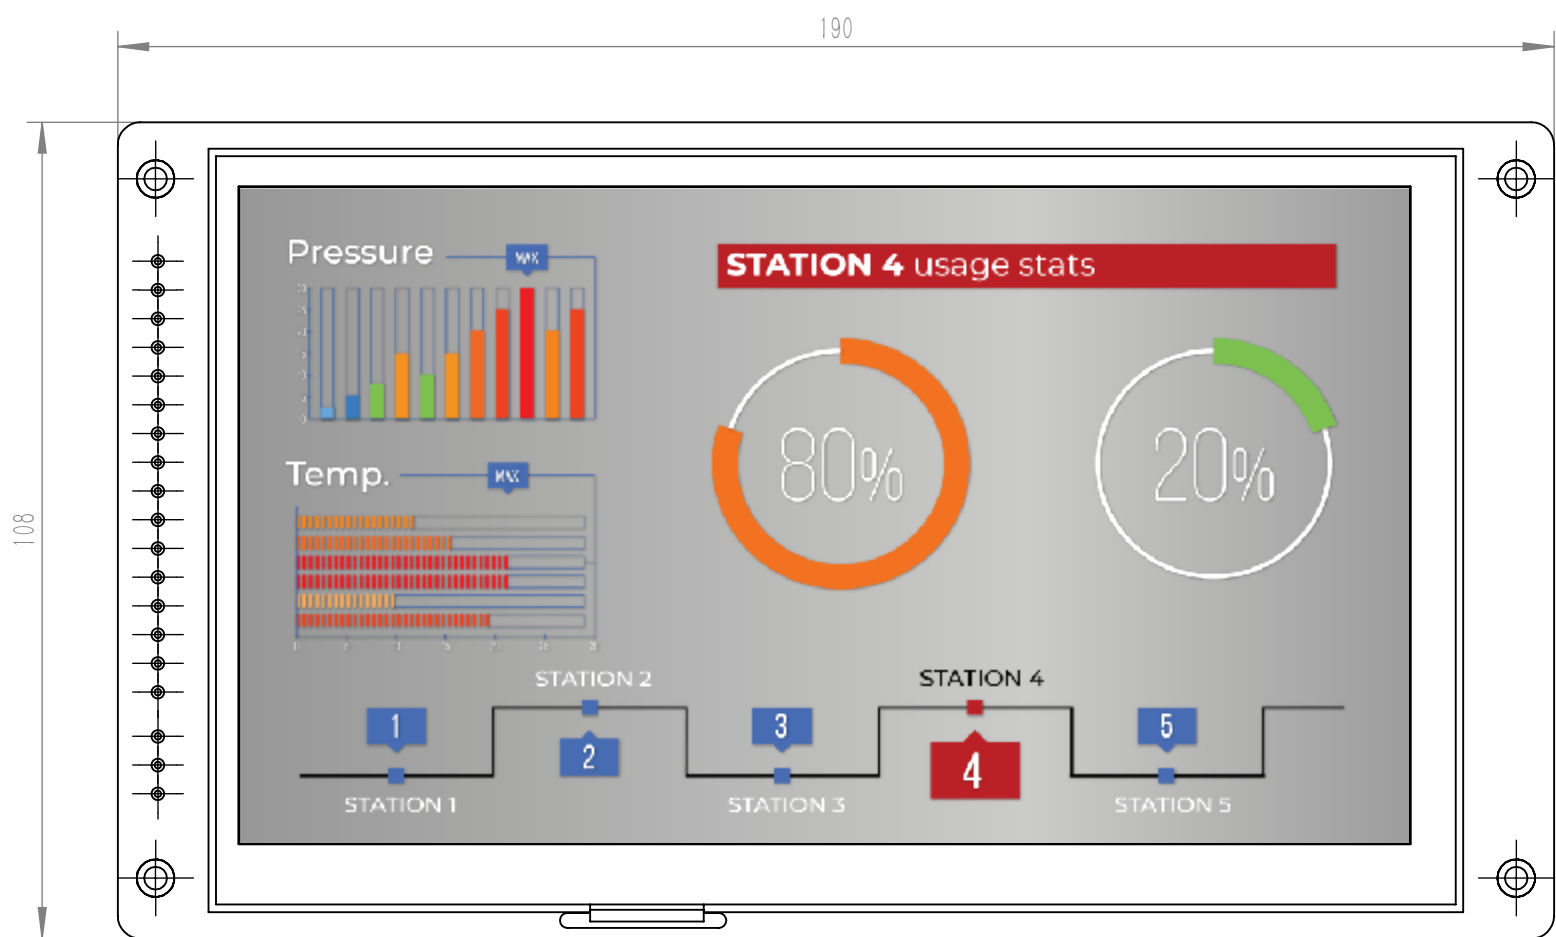 190
108
Pressure
MAX
STATION 4 usage stats
80%
20%
Temp.
MAX
STATION 2
STATION 4
1
3
5
2
4
STATION 1
STATION 3
STATION 5